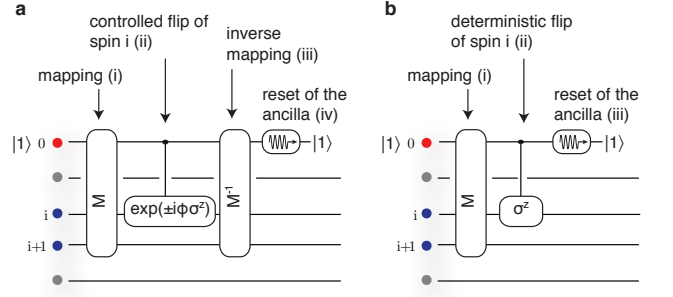 a
controlled flip of
spin i (ii)
inverse
mapping (iii)
mapping (i)
reset of the
ancilla (iv)
|1⟩ 0
|1⟩
M
exp(±iϕσᶻ)
M⁻¹
i
i+1
b
deterministic flip
of spin i (ii)
mapping (i)
reset of the
ancilla (iii)
|1⟩ 0
|1⟩
M
σᶻ
i
i+1